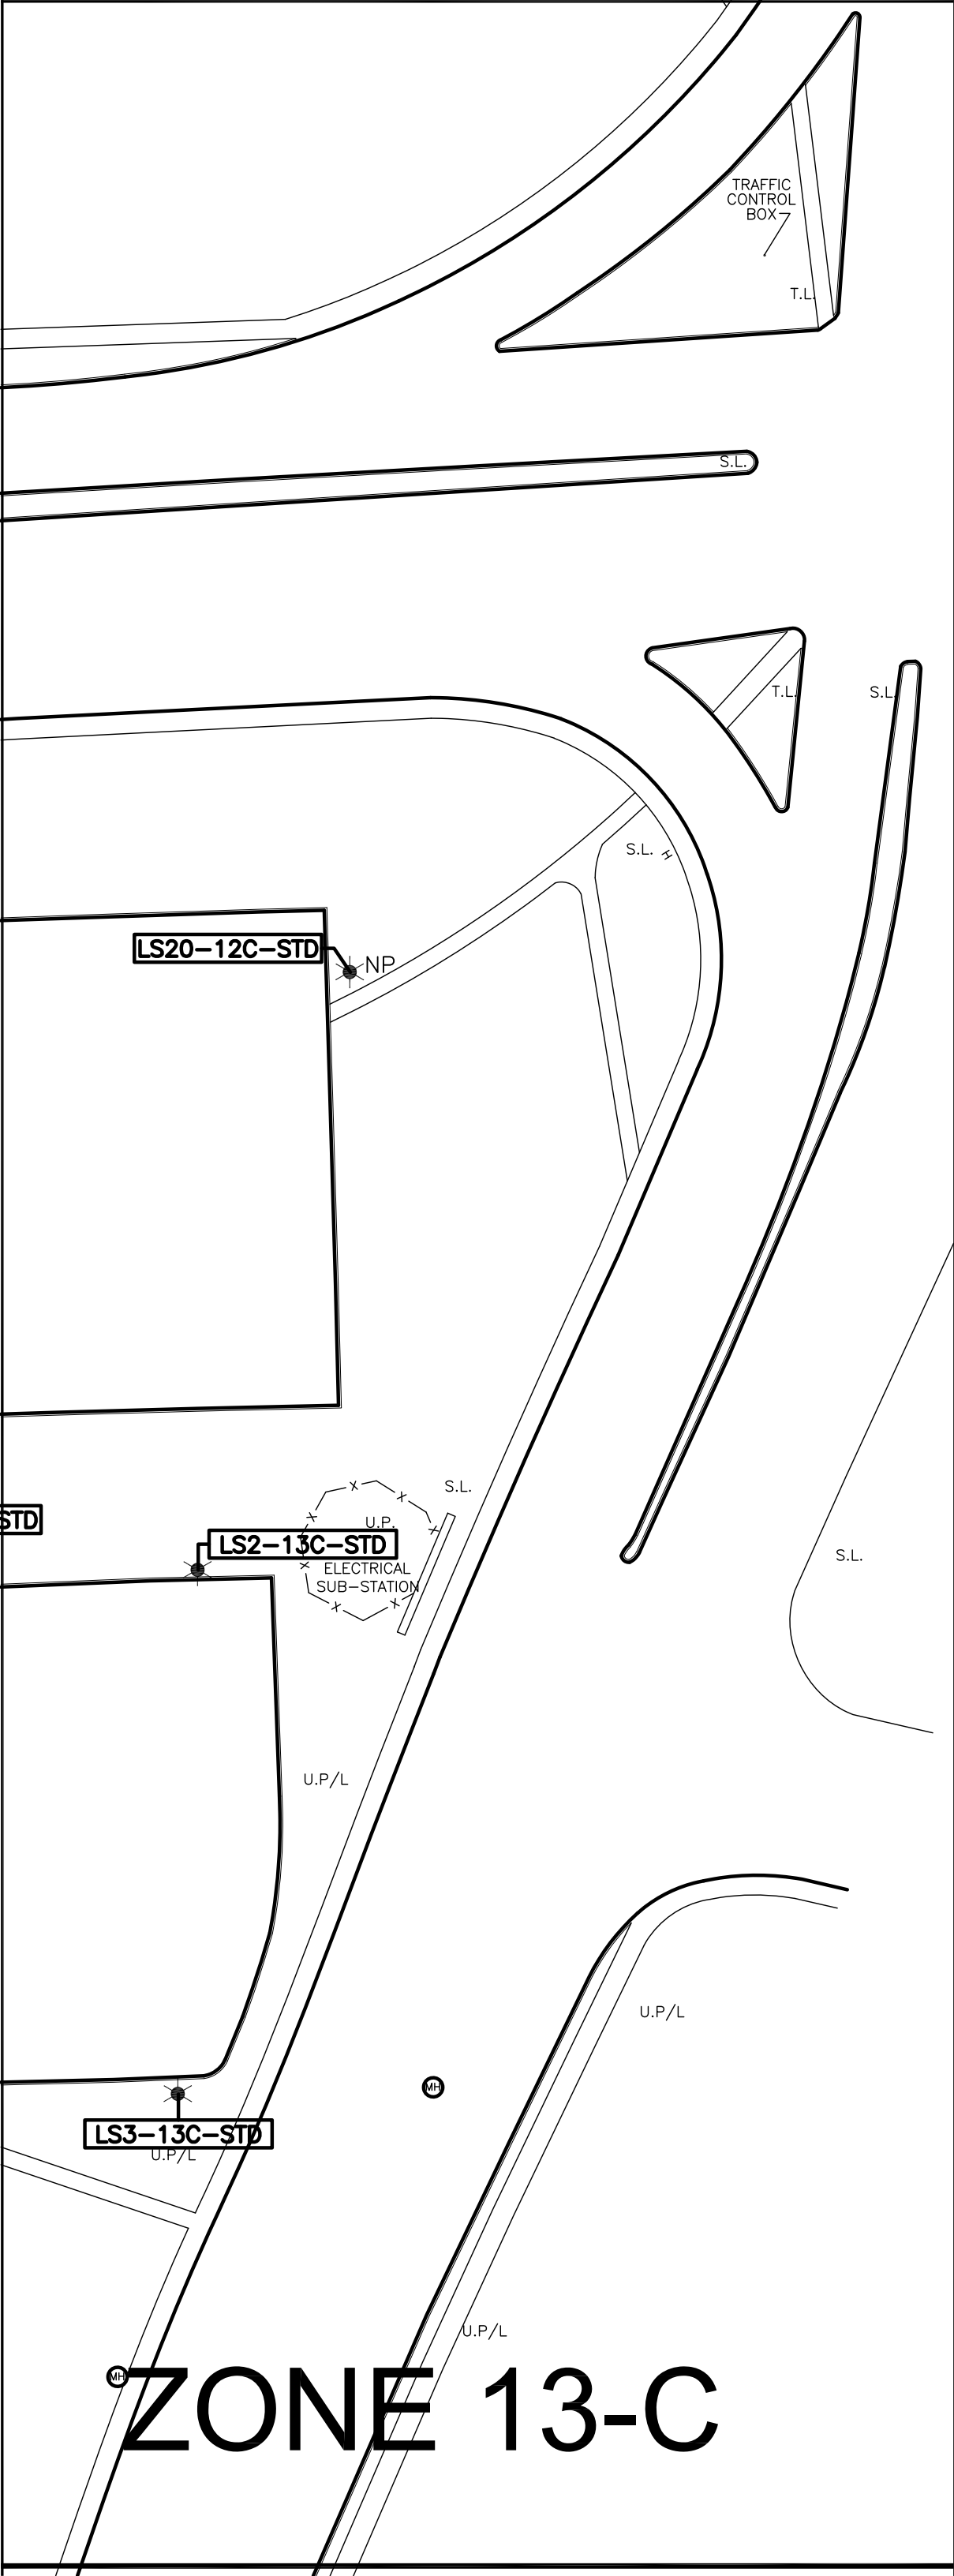 TRAFFIC
CONTROL
BOX
T.L.
S.L.
T.L.
S.L.
S.L.
H
LS20-12C-STD
NP
S.L.
STD
U.P.
LS2-13C-STD
ELECTRICAL
SUB-STATION
S.L.
U.P/L
U.P/L
MH
LS3-13C-STD
U.P/L
U.P/L
MH
ZONE 13-C